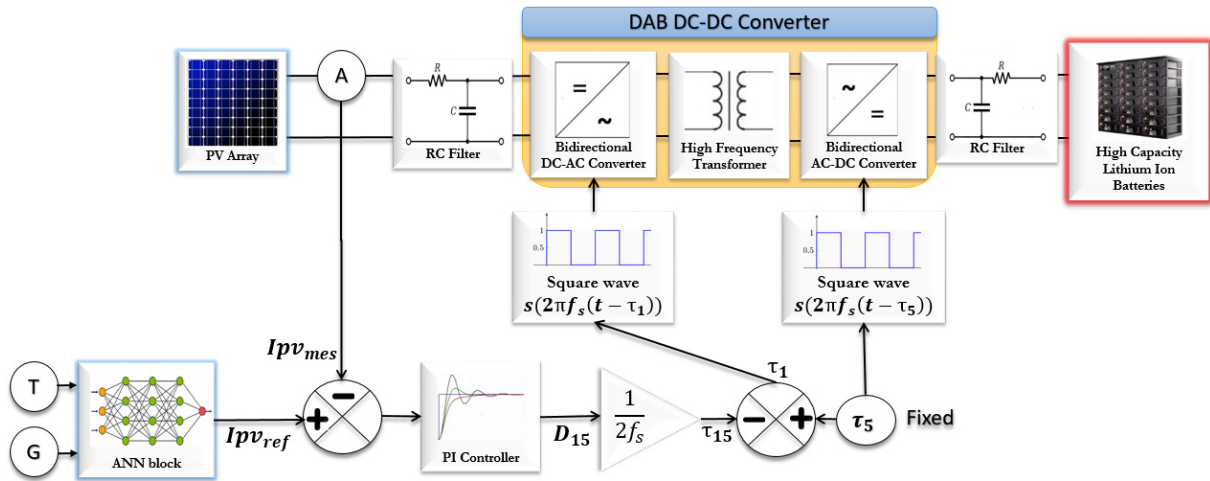 DAB DC-DC Converter
PV Array
A
R
C
RC Filter
=
~
Bidirectional
DC-AC Converter
High Frequency
Transformer
~
=
Bidirectional
AC-DC Converter
R
C
RC Filter
High Capacity
Lithium Ion
Batteries
1
0.5
Square wave
s(2πfₛ(t − τ₁))
1
0.5
Square wave
s(2πfₛ(t − τ₅))
T
G
ANN block
Ipv_ref
Ipv_mes
+
−
PI Controller
D₁₅
1
2fₛ
τ₁₅
τ₁
−
+
τ₅
Fixed